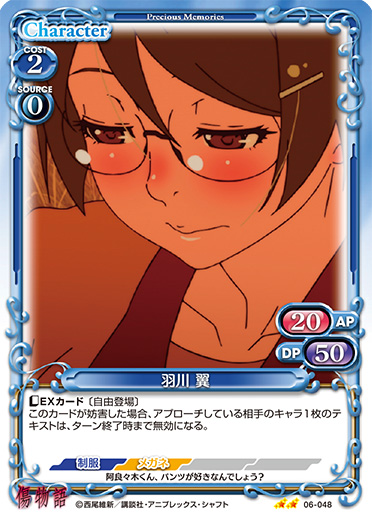 Precious Memories
Character
COST
2
SOURCE
0
20 AP
DP 50
羽川 翼
EXカード〔自由登場〕
このカードが妨害した場合、アプローチしている相手のキャラ1枚のテ
キストは、ターン終了時まで無効になる。
制服
メガネ
阿良々木くん、パンツが好きなんでしょう?
傷物語
©西尾維新/講談社・アニプレックス・シャフト
06-048